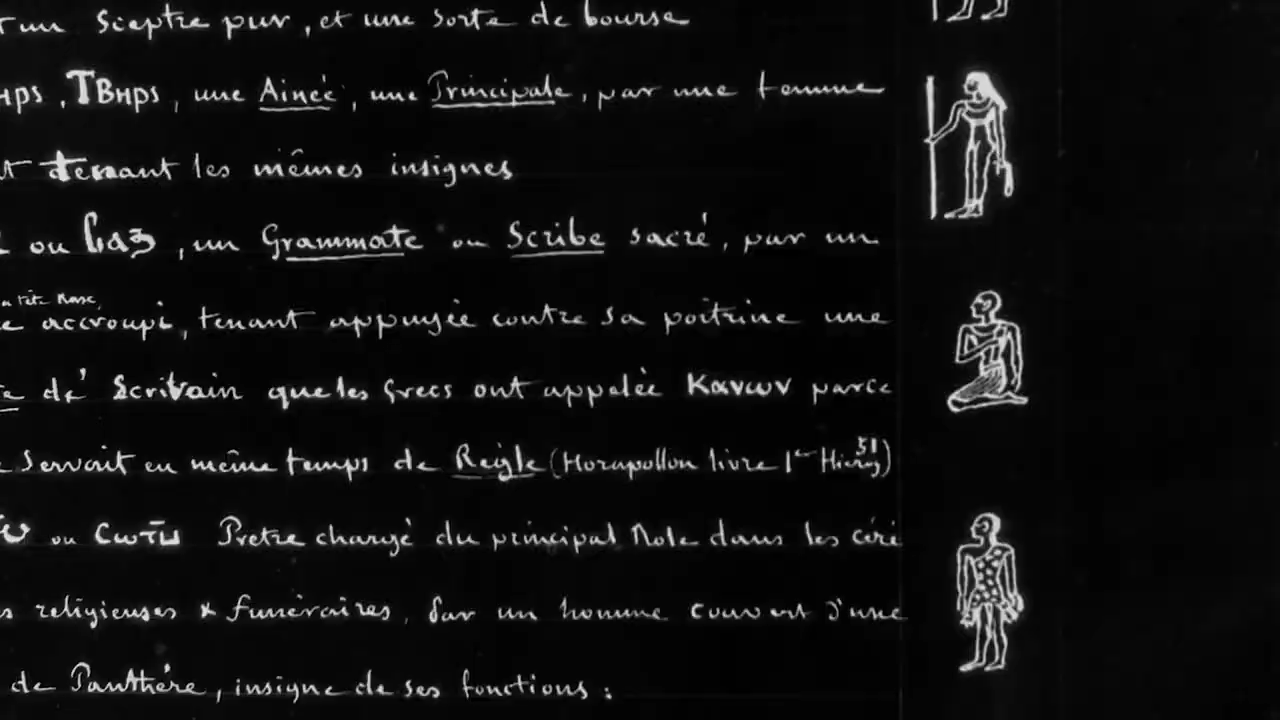 un Sceptre pur, et une sorte de bourse
ⲦⲂⲎⲢⲤ, une Ainée, une Principale, par une femme
tenant les mêmes insignes
ou un Grammate ou Scribe sacré, par un
accroupi, tenant appuyée contre sa poitrine une
de Scrivain que les Grecs ont appelée Κανων parce
Servait en même temps de Regle (Horapollon livre 1er Hierog 51)
ou Pretre chargé du principal Role dans les céré
religieuses & funéraires, par un homme couvert d'une
de Panthére, insigne de ses fonctions :